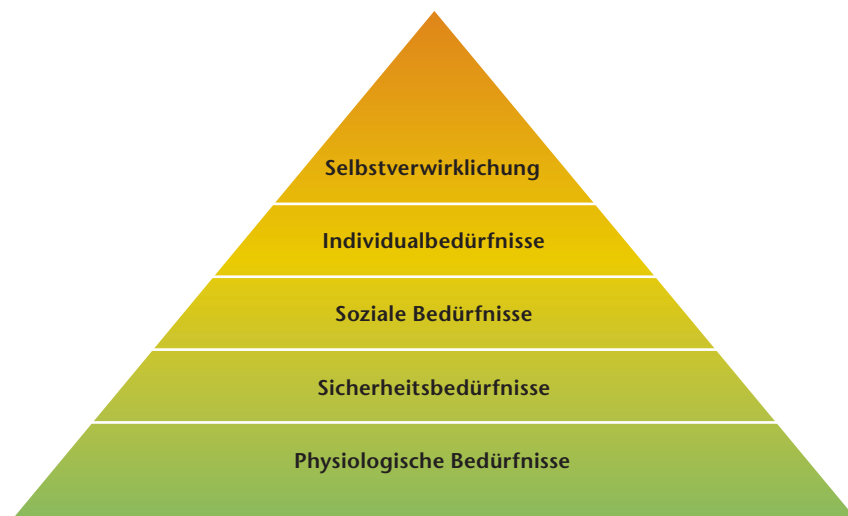 Selbstverwirklichung
Individualbedürfnisse
Soziale Bedürfnisse
Sicherheitsbedürfnisse
Physiologische Bedürfnisse